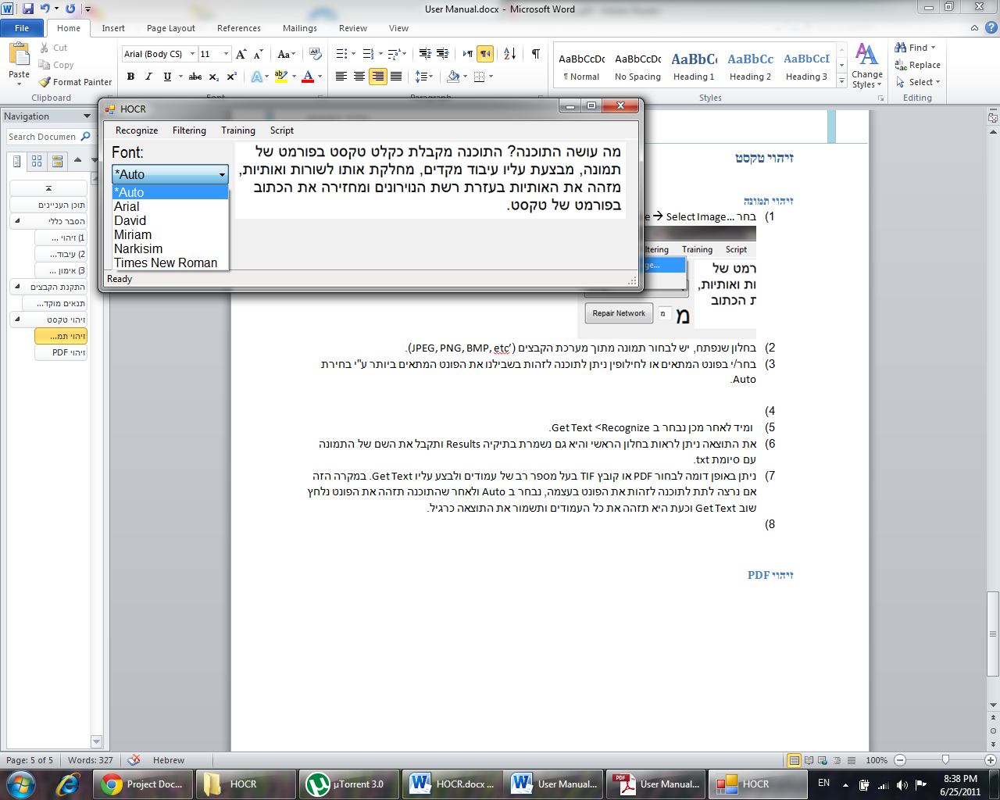 User Manual.docx - Microsoft Word
File Home Insert Page Layout References Mailings Review View
Paste
Cut
Copy
Format Painter
Clipboard
Arial (Body CS) 11
Paragraph
AaBbCcDc AaBbCcDc AaBbCc AaBbCc AaBbCcI
¶ Normal No Spacing Heading 1 Heading 2 Heading 3
Change Styles
Styles
Find
Replace
Select
Editing
Navigation
Search Documen
תוכן העניינים
הסבר כללי
1) זיהוי ...
2) עיבוד...
3) אימון ...
התקנת הקבצים
תנאים מוקד...
זיהוי טקסט
זיהוי תמ...
זיהוי PDF
HOCR
Recognize Filtering Training Script
Font:
*Auto
*Auto
Arial
David
Miriam
Narkisim
Times New Roman
Ready
מה עושה התוכנה? התוכנה מקבלת כקלט טקסט בפורמט של
תמונה, מבצעת עליו עיבוד מקדים, מחלקת אותו לשורות ואותיות,
מזהה את האותיות בעזרת רשת הנוירונים ומחזירה את הכתוב
בפורמט של טקסט.
זיהוי טקסט
זיהוי תמונה
1) בחר Select Image...
ltering Training Script
ge...
רמט של
ות ואותיות,
ת הכתוב
Repair Network מ מ
2) בחלון שנפתח, יש לבחור תמונה מתוך מערכת הקבצים (JPEG, PNG, BMP, etc').
3) בחר/י בפונט המתאים או לחילופין ניתן לתוכנה לזהות בשבילנו את הפונט המתאים ביותר ע"י בחירת
Auto.
4)
5) ומיד לאחר מכן נבחר ב Recognize> Get Text.
6) את התוצאה ניתן לראות בחלון הראשי והיא גם נשמרת בתיקיה Results ותקבל את השם של התמונה
עם סיומת txt.
7) ניתן באופן דומה לבחור PDF או קובץ TIF בעל מספר רב של עמודים ולבצע עליו Get Text. במקרה הזה
אם נרצה לתת לתוכנה לזהות את הפונט בעצמה, נבחר ב Auto ולאחר שהתוכנה תזהה את הפונט נלחץ
שוב Get Text וכעת היא תזהה את כל העמודים ותשמור את התוצאה כרגיל.
8)
זיהוי PDF
Page: 5 of 5 Words: 327 Hebrew 100%
Project Doc... HOCR µTorrent 3.0 HOCR.docx ... User Manual... User Manual... HOCR EN 8:38 PM
6/25/2011